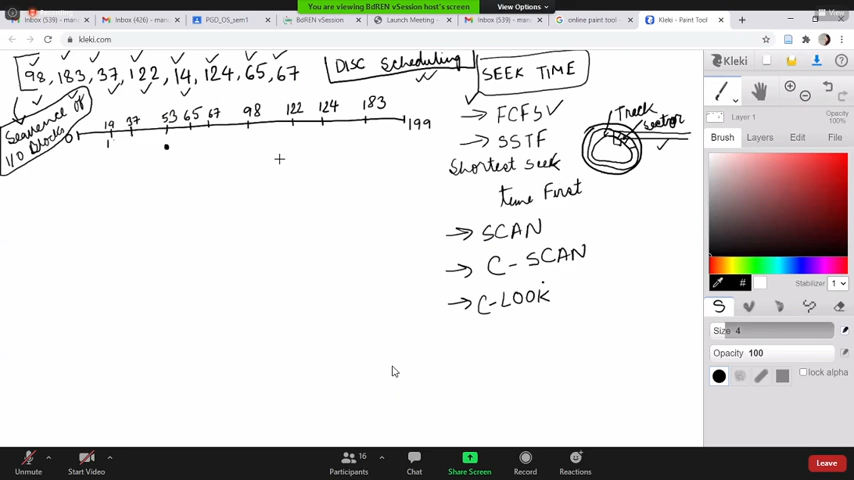 You are viewing BdREN vSession host's screen
View Options
Inbox (539) - m
Inbox (426) - m
PGD_OS_sem1
BdREN vSession
Launch Meeting -
Inbox (539) - m
online paint tool
Kleki - Paint Tool
kleki.com
98, 183, 37, 122, 14, 124, 65, 67
DISC Scheduling
SEEK TIME
Sequence of
I/O Blocks
0 19 37 53 65 67 98 122 124 183 199
→ FCFS
→ SSTF
Shortest Seek
time First
→ SCAN
→ C-SCAN
→ C-LOOK
Track
Sector
Kleki
Opacity
100%
Layer 1
Brush
Layers
Edit
File
#
Stabilizer
1
S
Size 4
Opacity 100
lock alpha
Unmute
Start Video
16
Participants
Chat
Share Screen
Record
Reactions
Leave